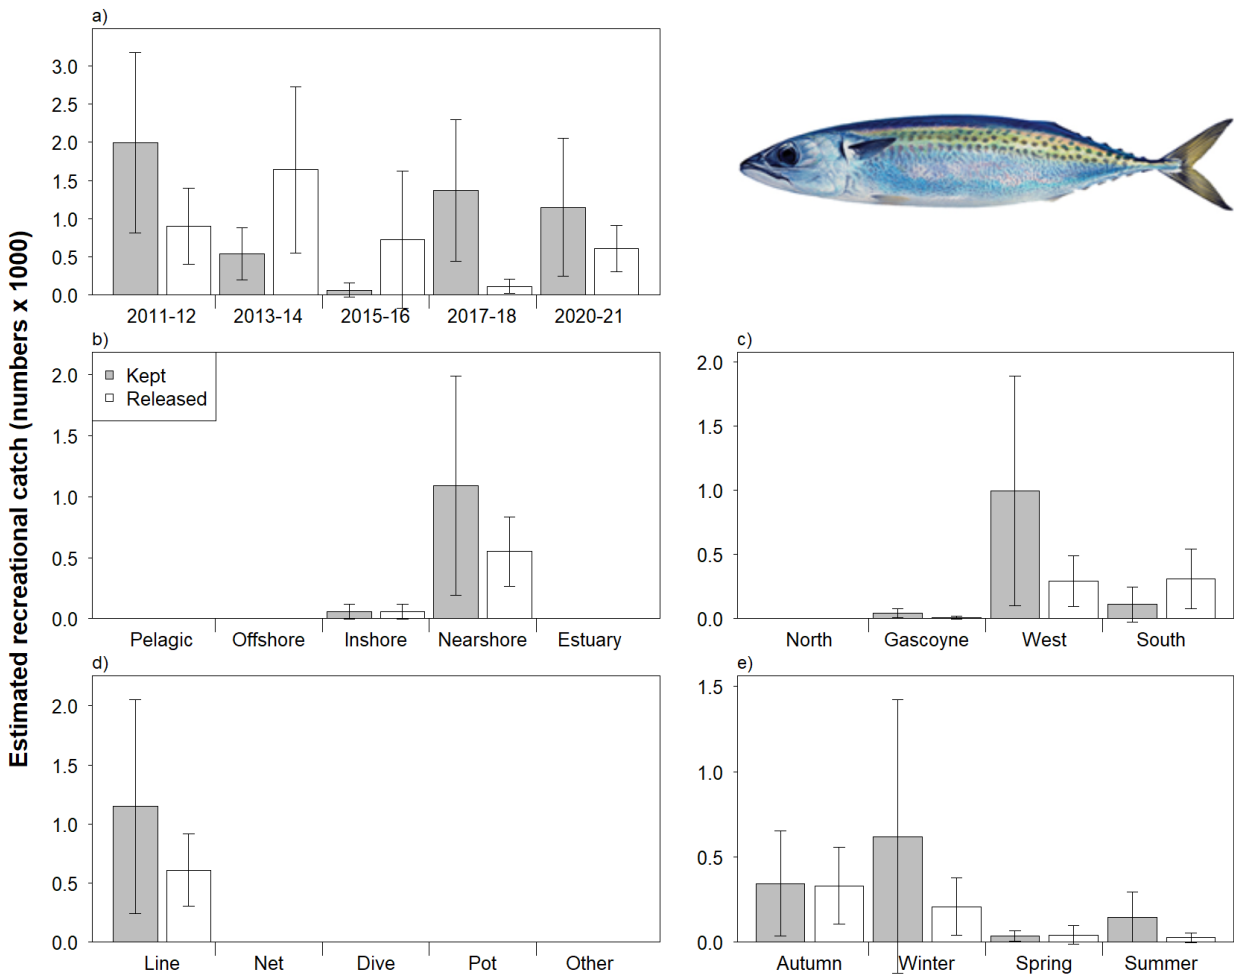 Estimated recreational catch (numbers x 1000)
a)
3.0
2.5
2.0
1.5
1.0
0.5
0.0
2011-12 2013-14 2015-16 2017-18 2020-21
b)
Kept
Released
2.0
1.5
1.0
0.5
0.0
Pelagic Offshore Inshore Nearshore Estuary
c)
2.0
1.5
1.0
0.5
0.0
North Gascoyne West South
d)
2.0
1.5
1.0
0.5
0.0
Line Net Dive Pot Other
e)
1.5
1.0
0.5
0.0
Autumn Winter Spring Summer